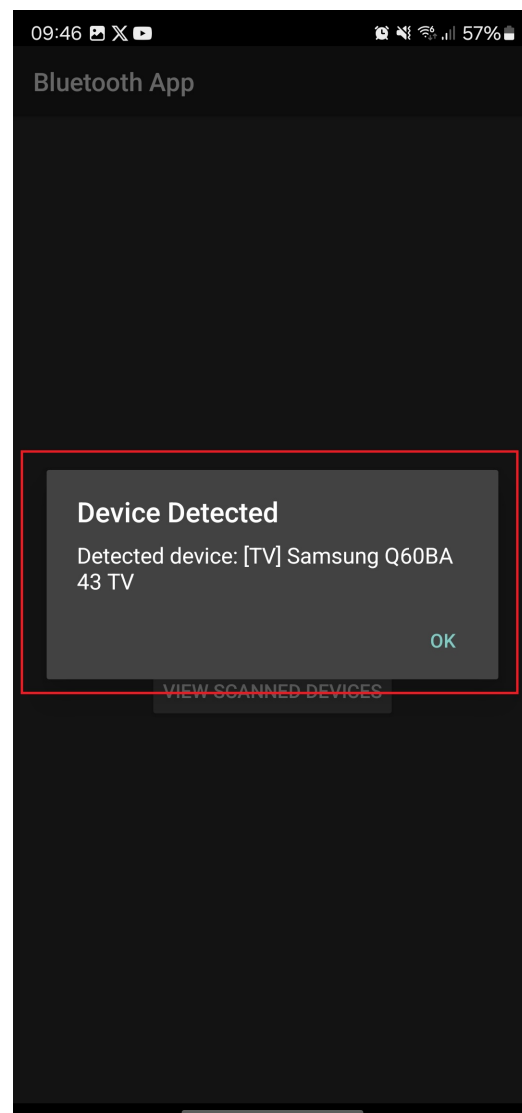 09:46 57%
Bluetooth App
Device Detected
Detected device: [TV] Samsung Q60BA
43 TV
OK
VIEW SCANNED DEVICES